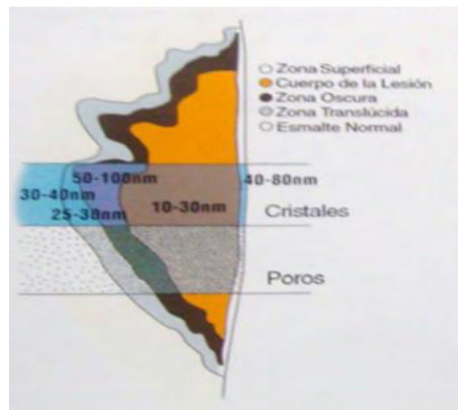 Zona Superficial
Cuerpo de la Lesión
Zona Oscura
Zona Translúcida
Esmalte Normal
50-100nm
40-80nm
30-40nm
10-30nm
25-30nm
Cristales
Poros